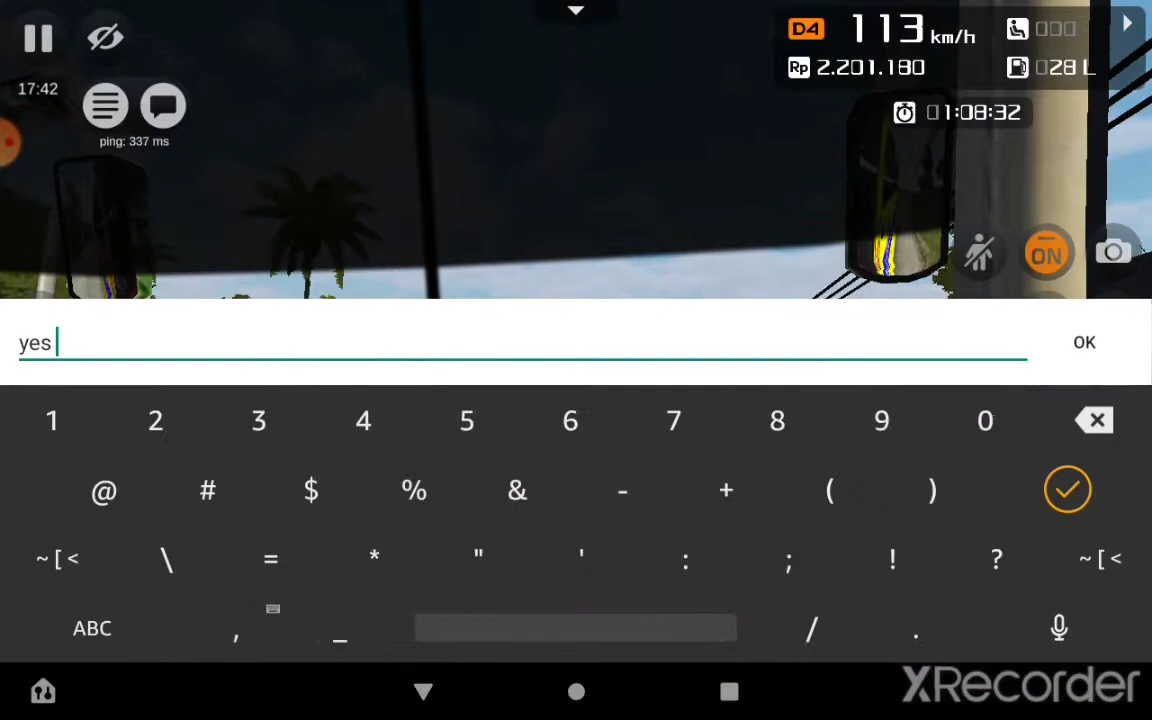 D4 113 km/h 000
17:42
Rp 2.201.180 028 L
ping: 337 ms
01:08:32
ON
yes
OK
1 2 3 4 5 6 7 8 9 0
@ # $ % & - + ( )
~[< \ = * " ' : ; ! ? ~[<
ABC , _ / .
XRecorder